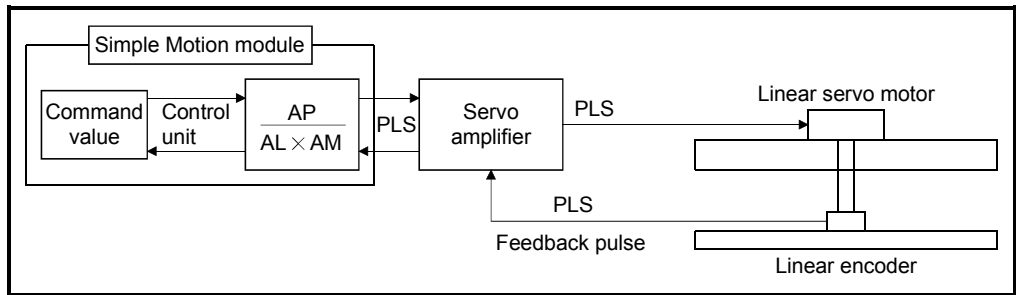 Simple Motion module
Command
value
Control
unit
AP
AL × AM
PLS
Servo
amplifier
PLS
Linear servo motor
PLS
Feedback pulse
Linear encoder